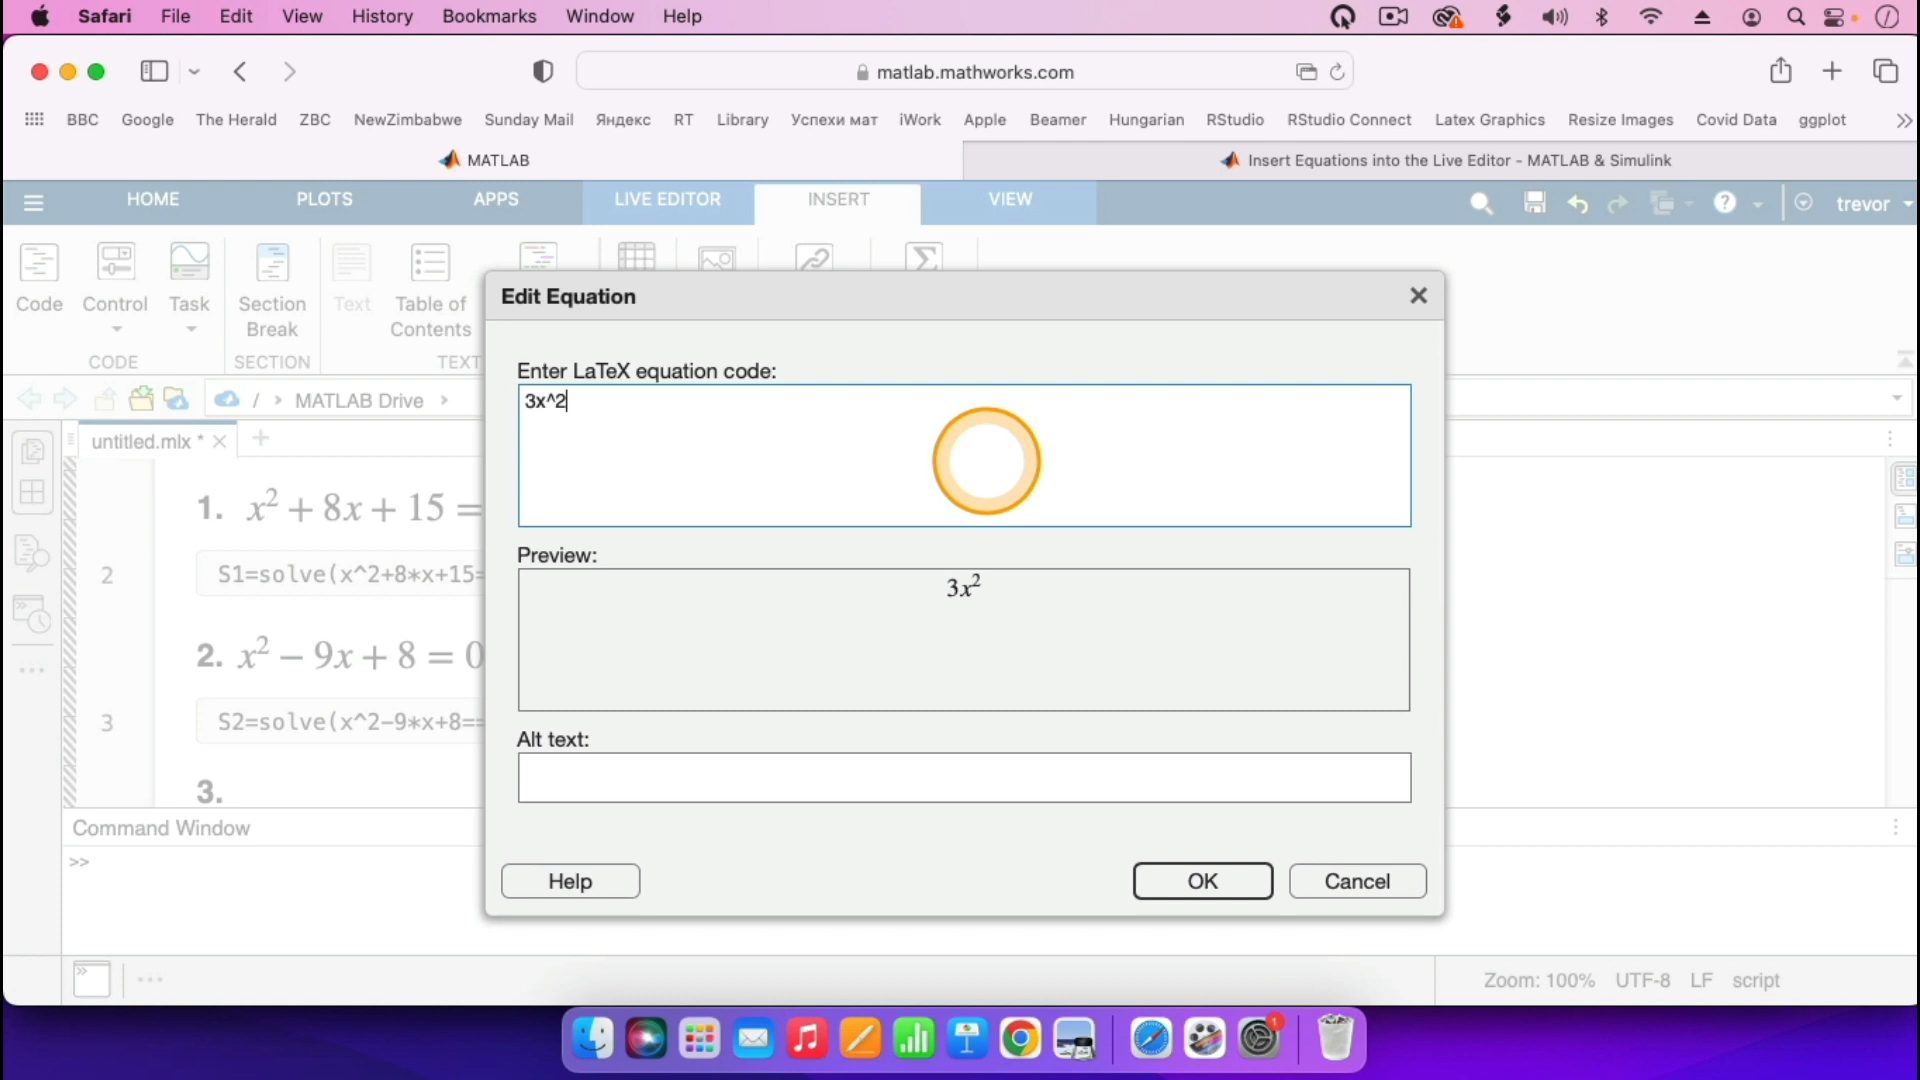 Safari File Edit View History Bookmarks Window Help
matlab.mathworks.com
BBC Google The Herald ZBC NewZimbabwe Sunday Mail Яндекс RT Library Успехи мат iWork Apple Beamer Hungarian RStudio RStudio Connect Latex Graphics Resize Images Covid Data ggplot
MATLAB Insert Equations into the Live Editor - MATLAB & Simulink
HOME PLOTS APPS LIVE EDITOR INSERT VIEW trevor
Code Control Task Section Break Text Table of Contents
CODE SECTION TEXT
/ › MATLAB Drive ›
untitled.mlx *
1. x² + 8x + 15 =
2 S1=solve(x^2+8*x+15=
2. x² − 9x + 8 = 0
3 S2=solve(x^2-9*x+8==
3.
Command Window
>>
Edit Equation
Enter LaTeX equation code:
3x^2
Preview:
3x²
Alt text:
Help OK Cancel
Zoom: 100% UTF-8 LF script
1